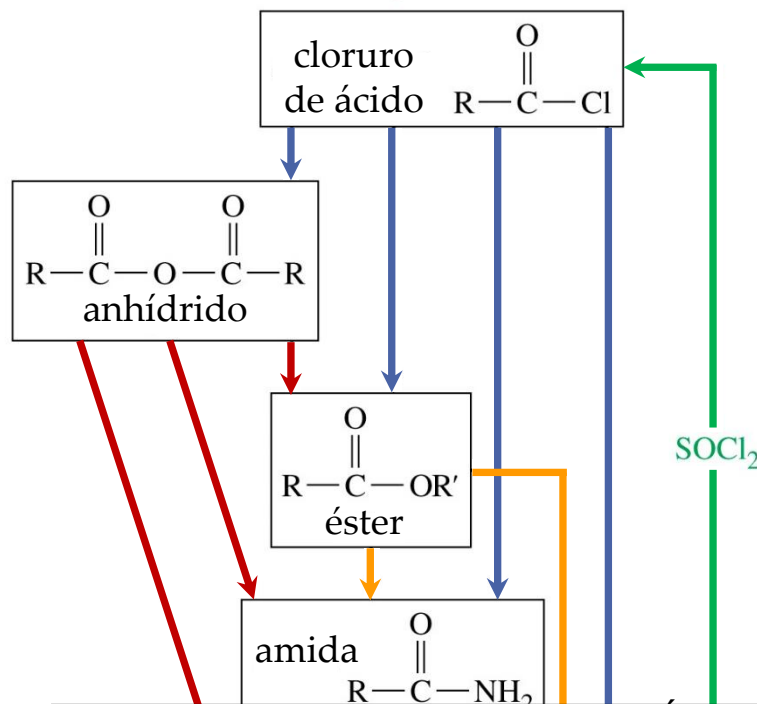 cloruro
de ácido
O
R—C—Cl
O O
R—C—O—C—R
anhídrido
O
R—C—OR′
éster
SOCl₂
amida
O
R—C—NH₂